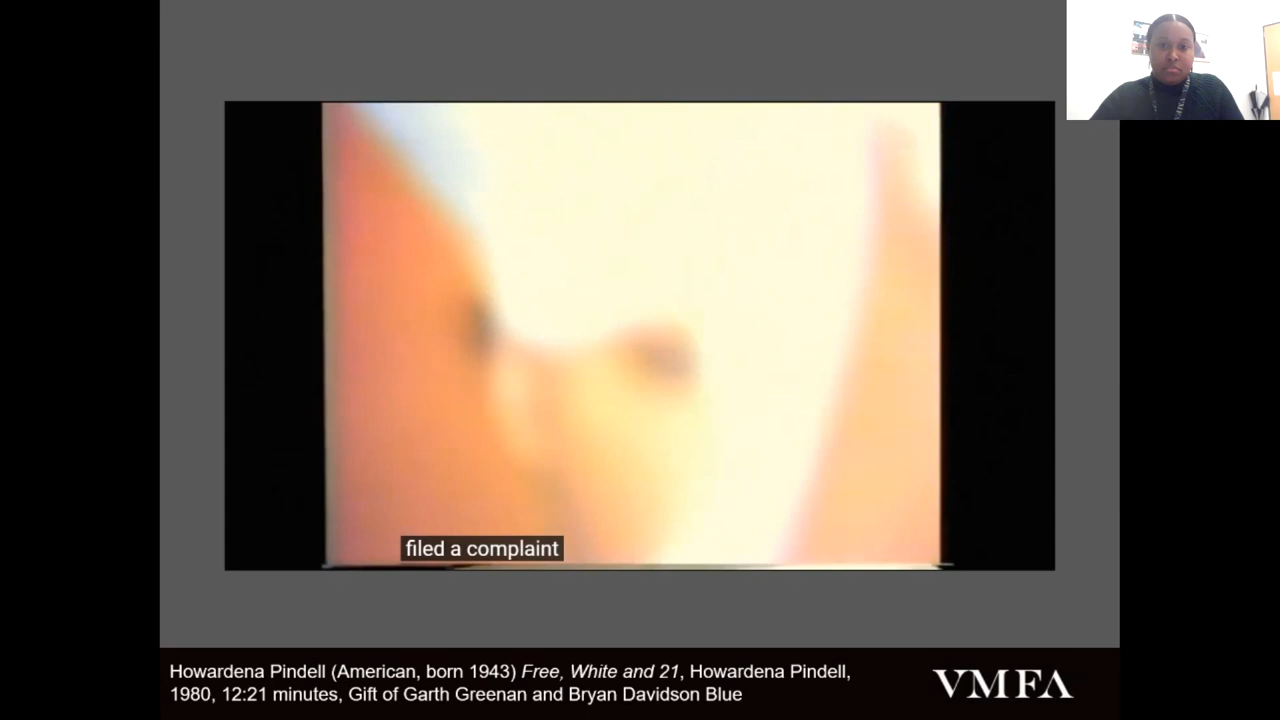 filed a complaint
Howardena Pindell (American, born 1943) Free, White and 21, Howardena Pindell,
1980, 12:21 minutes, Gift of Garth Greenan and Bryan Davidson Blue
VMFA